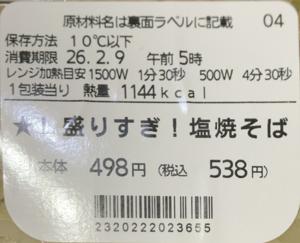 原材料名は裏面ラベルに記載 04
保存方法 10℃以下
消費期限 26.2.9 午前5時
レンジ加熱目安1500W 1分30秒 500W 4分30秒
1包装当り 熱量 1144kcal
★!盛りすぎ!塩焼そば
本体 498円(税込 538円)
2320222023655